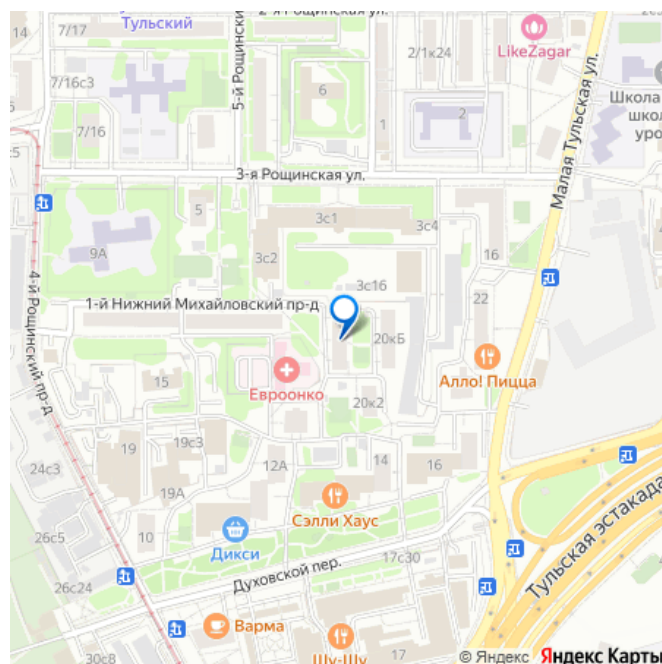 2-я Рощинская ул.
7/17
Тульский
LikeZagar
2/1к24
7/16с3
6
5-й Рощинский
Малая Тульская ул.
Школа
шко
уро
2
1
7/16
3-я Рощинская ул.
5
3с1
3с4
9А
3с2
16
3с16
4-й Рощинский пр-д
1-й Нижний Михайловский пр-д
22
20кБ
Алло! Пицца
Евроонко
15
20к2
19с3
19
12А
14
16
24с3
19А
Сэлли Хаус
10
26с5
Дикси
17с30
Тульская эстакада
26с24
Духовской пер.
Варма
Шу-Шу
30с8
© Яндекс Яндекс Карты